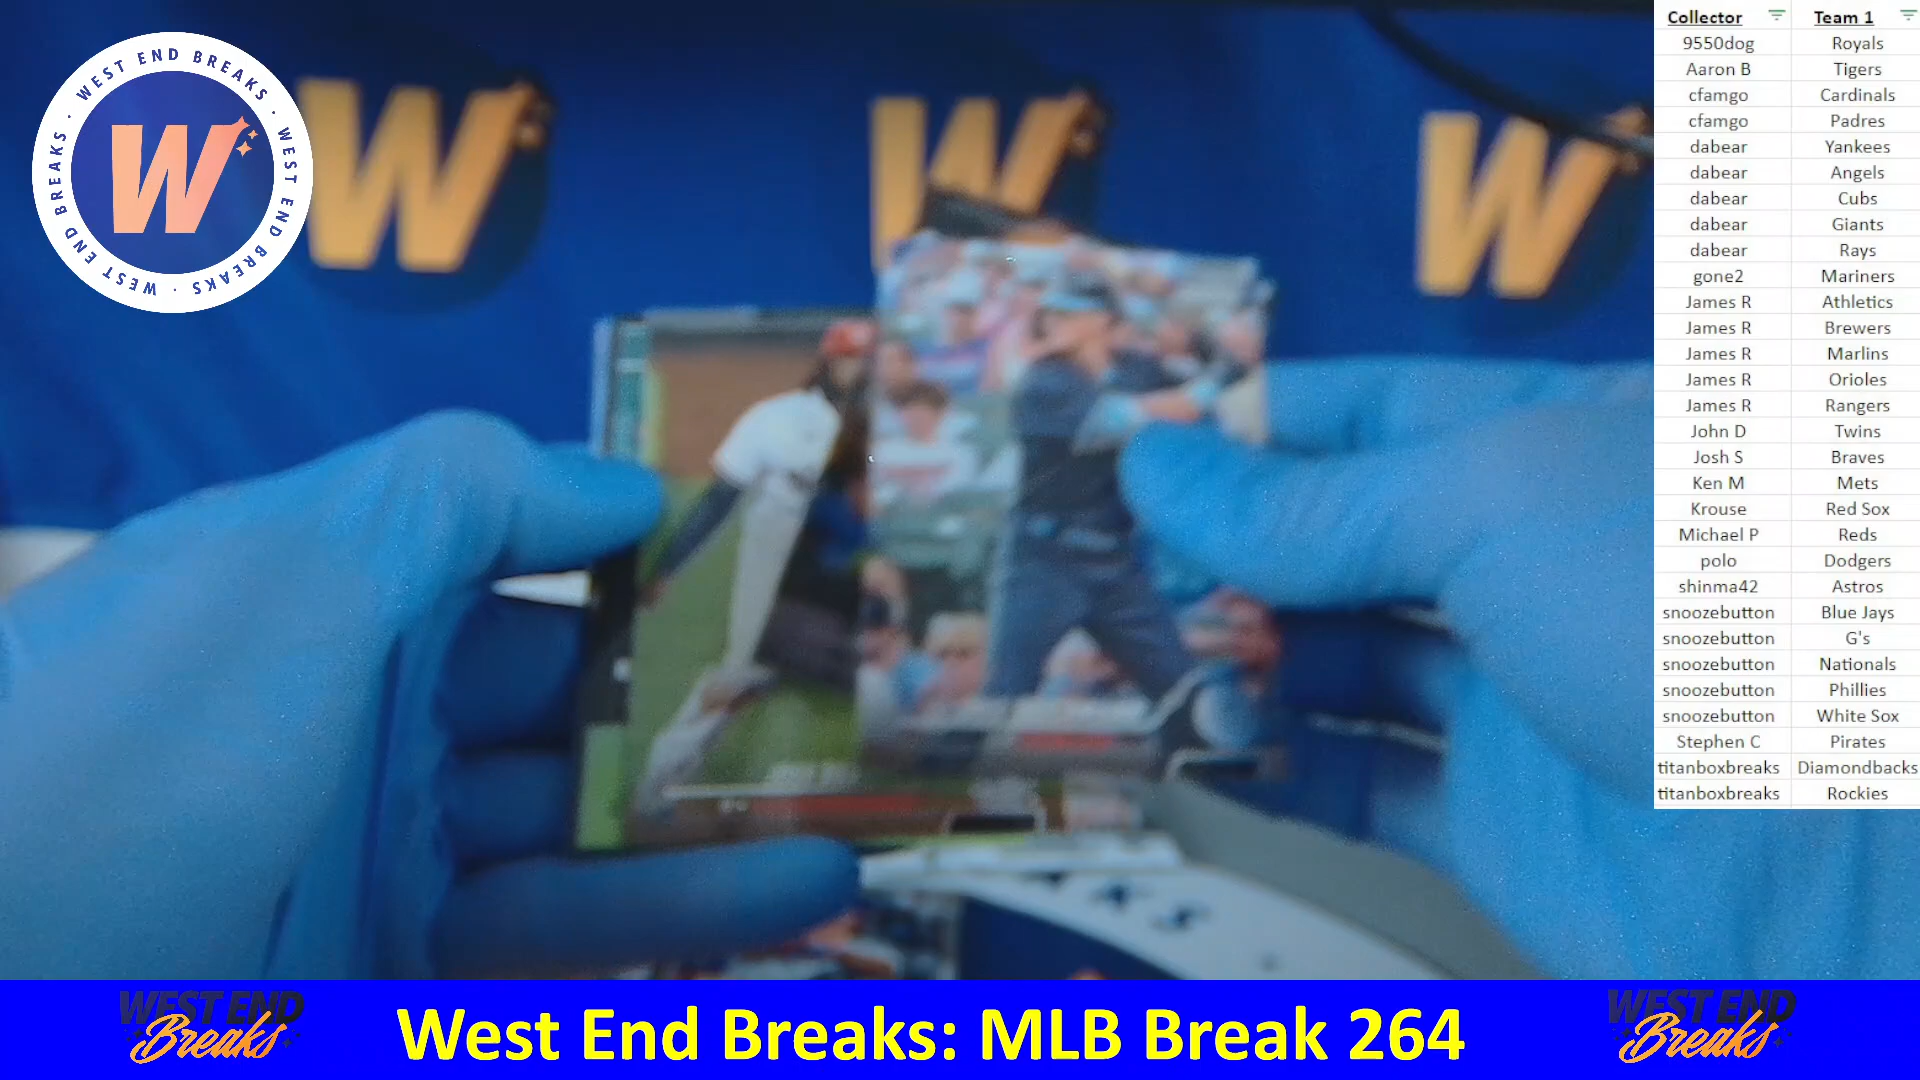 WEST END BREAKS · WEST END BREAKS · WEST END BREAKS ·
W
W
W
W
Collector Team 1
9550dog Royals
Aaron B Tigers
cfamgo Cardinals
cfamgo Padres
dabear Yankees
dabear Angels
dabear Cubs
dabear Giants
dabear Rays
gone2 Mariners
James R Athletics
James R Brewers
James R Marlins
James R Orioles
James R Rangers
John D Twins
Josh S Braves
Ken M Mets
Krouse Red Sox
Michael P Reds
polo Dodgers
shinma42 Astros
snoozebutton Blue Jays
snoozebutton G's
snoozebutton Nationals
snoozebutton Phillies
snoozebutton White Sox
Stephen C Pirates
titanboxbreaks Diamondbacks
titanboxbreaks Rockies
WEST END
Breaks
West End Breaks: MLB Break 264
WEST END
Breaks